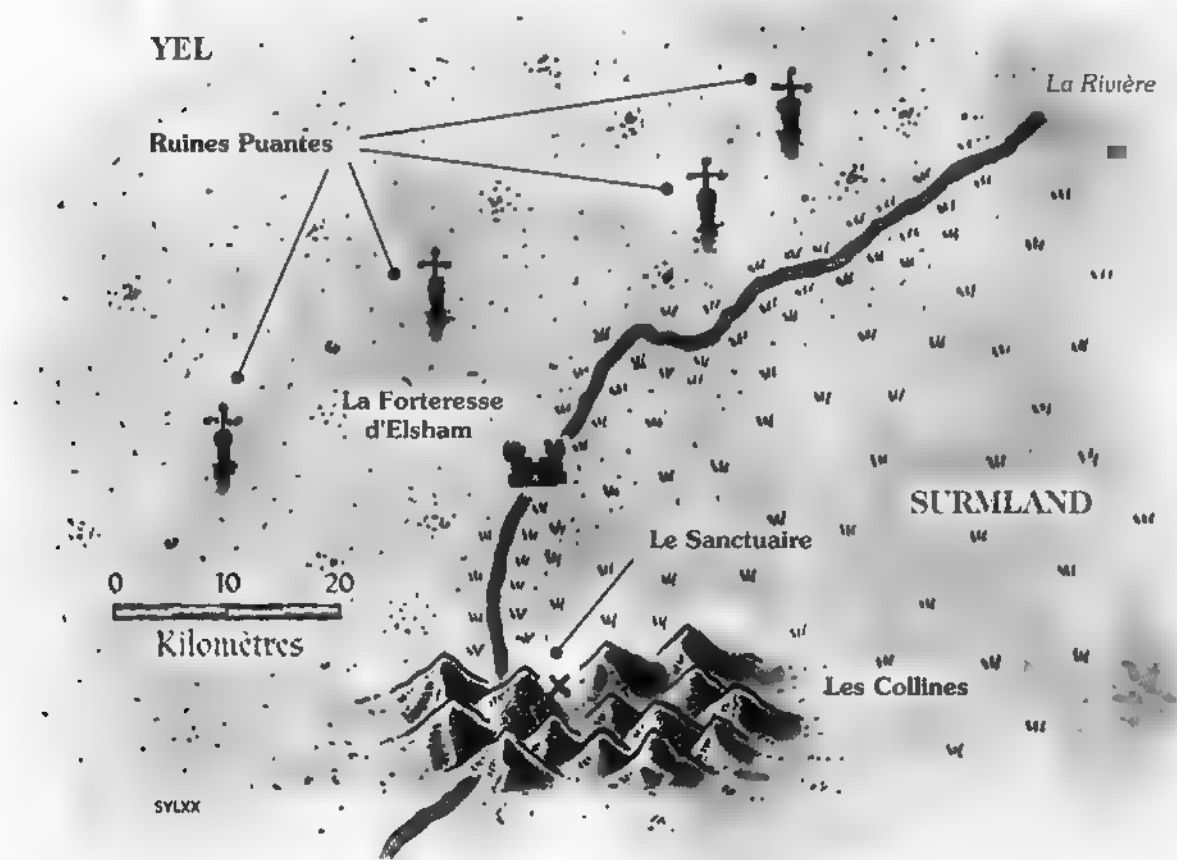 YEL
La Rivière
Ruines Puantes
La Forteresse
d'Elsham
SURMLAND
Le Sanctuaire
0 10 20
Kilomètres
Les Collines
SYLXX